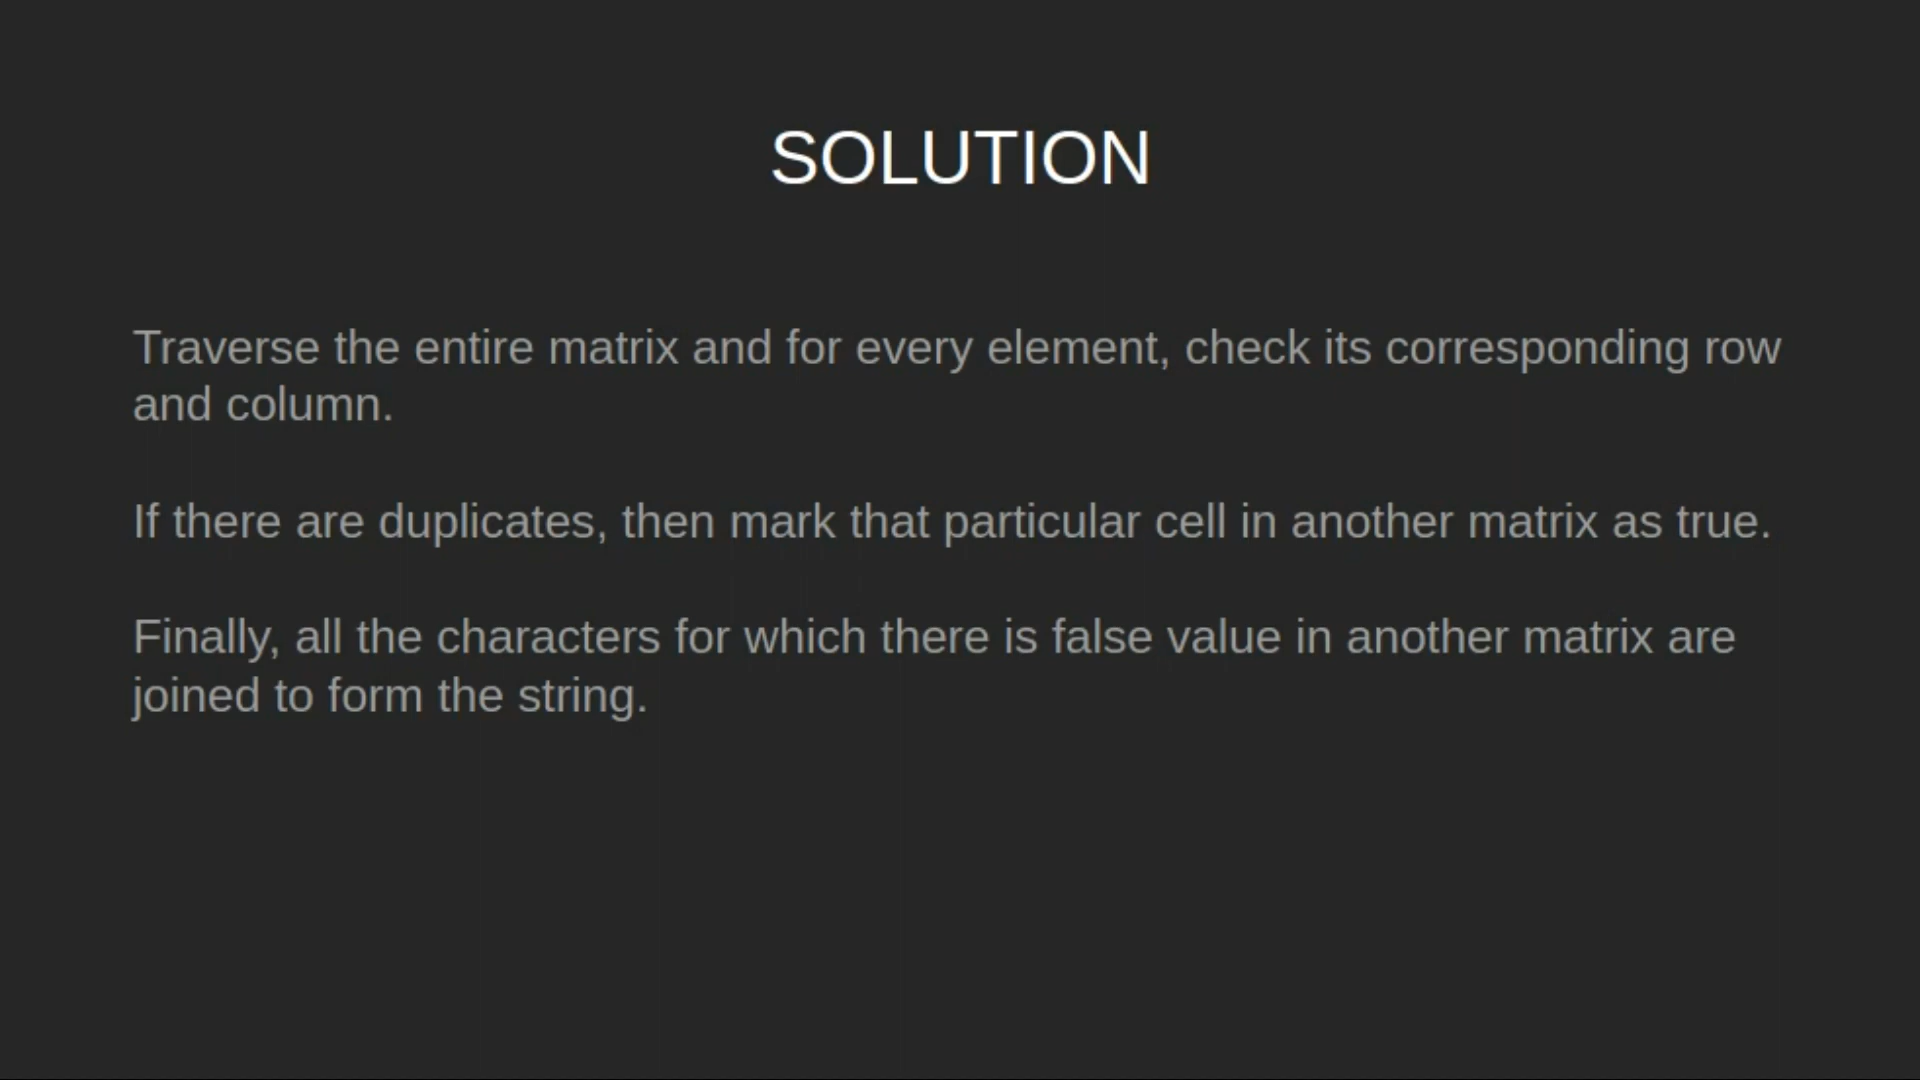 SOLUTION
Traverse the entire matrix and for every element, check its corresponding row
and column.
If there are duplicates, then mark that particular cell in another matrix as true.
Finally, all the characters for which there is false value in another matrix are
joined to form the string.